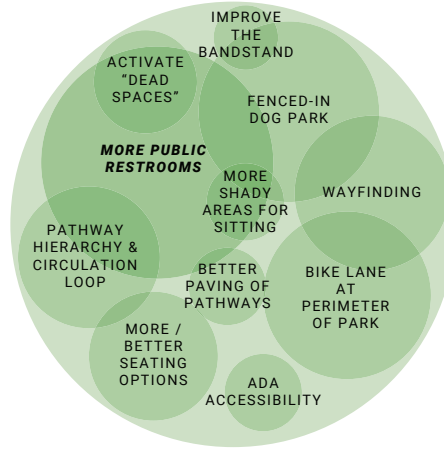 IMPROVE
THE
BANDSTAND
ACTIVATE
“DEAD
SPACES”
FENCED-IN
DOG PARK
MORE PUBLIC
RESTROOMS
MORE
SHADY
AREAS FOR
SITTING
WAYFINDING
PATHWAY
HIERARCHY &
CIRCULATION
LOOP
BETTER
PAVING OF
PATHWAYS
BIKE LANE
AT
PERIMETER
OF PARK
MORE /
BETTER
SEATING
OPTIONS
ADA
ACCESSIBILITY